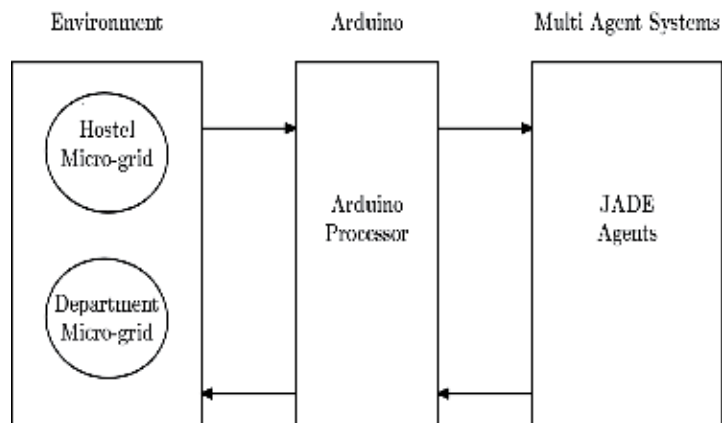 Environment
Arduino
Multi Agent Systems
Hostel
Micro-grid
Department
Micro-grid
Arduino
Processor
JADE
Agents